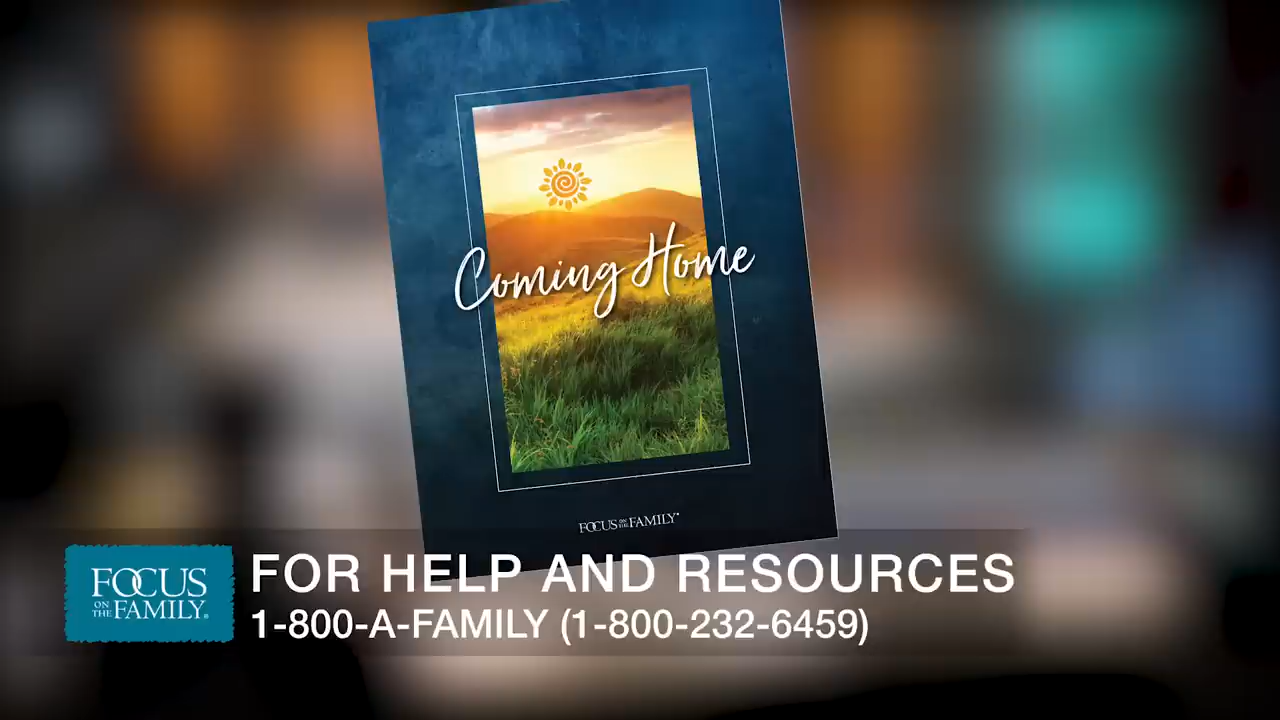 Coming Home
FOCUS ON THE FAMILY
FOCUS
ON THE FAMILY
FOR HELP AND RESOURCES
1-800-A-FAMILY (1-800-232-6459)